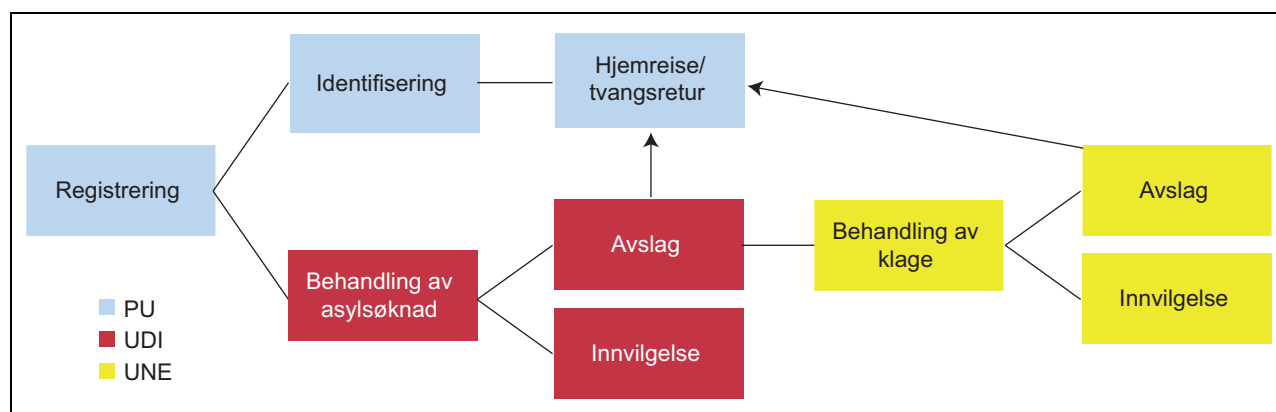 Identifisering
Hjemreise/
tvangsretur
Registrering
Avslag
Avslag
Behandling av
klage
Behandling av
asylsøknad
Innvilgelse
Innvilgelse
PU
UDI
UNE